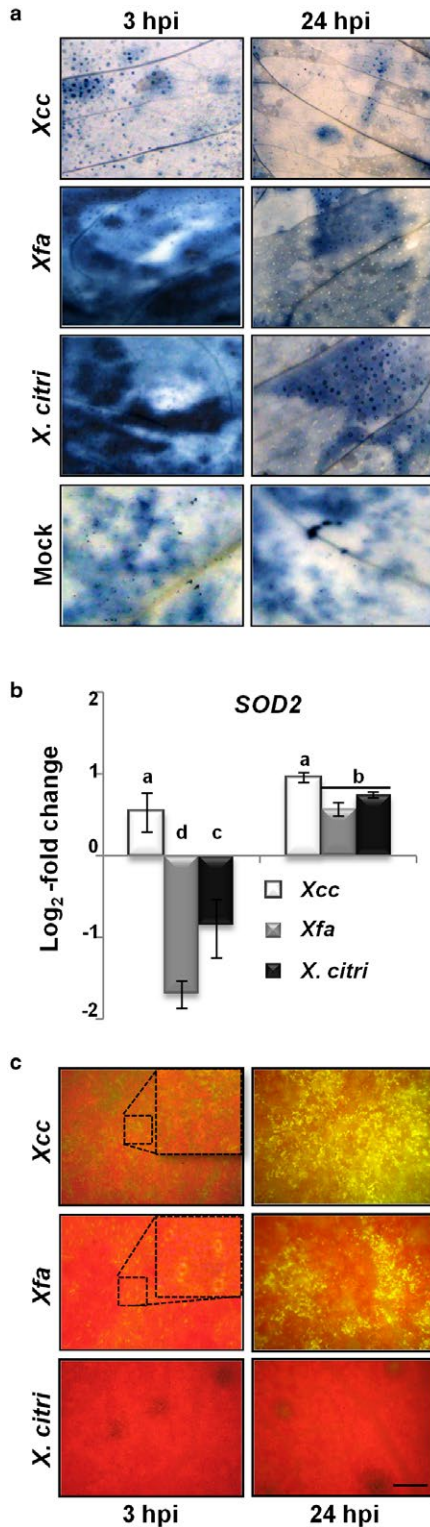 a
3 hpi 24 hpi
Xcc
Xfa
X. citri
Mock
b
SOD2
Log2 -fold change
2
1
0
-1
-2
a
d
c
a
b
Xcc
Xfa
X. citri
c
Xcc
Xfa
X. citri
3 hpi 24 hpi